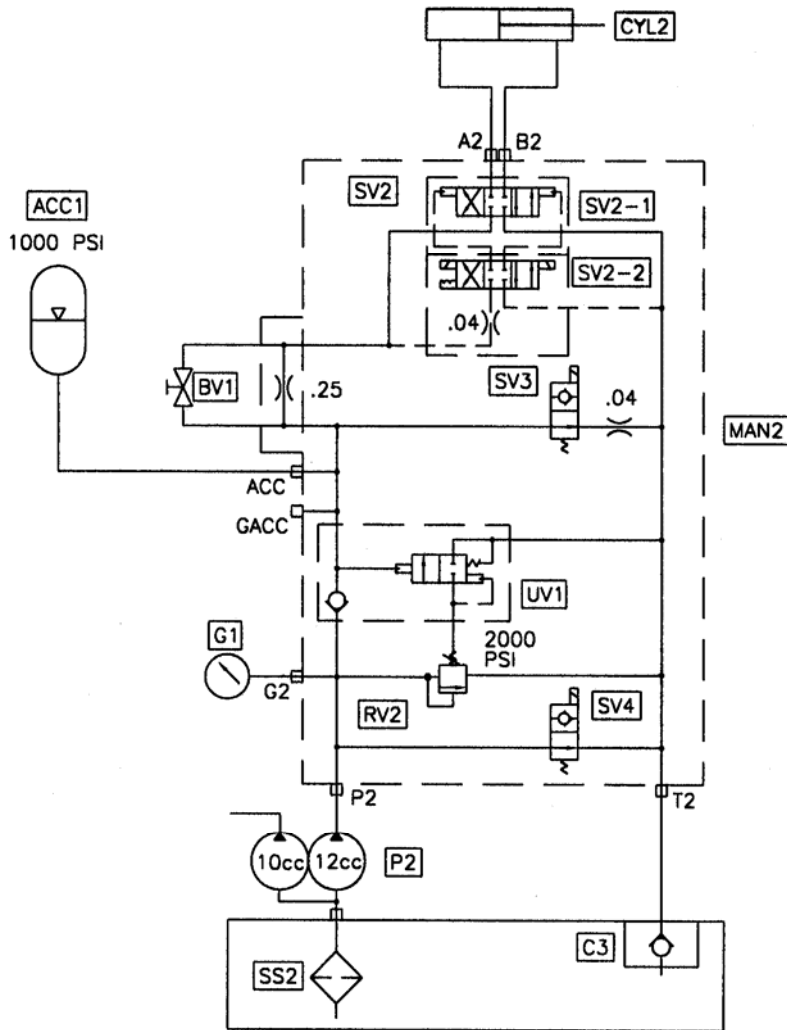 CYL2
A2 B2
SV2
SV2-1
ACC1
1000 PSI
SV2-2
.04
SV3
BV1
.25
.04
MAN2
ACC
GACC
UV1
G1
2000
PSI
G2
RV2
SV4
P2
T2
10cc
12cc
P2
C3
SS2